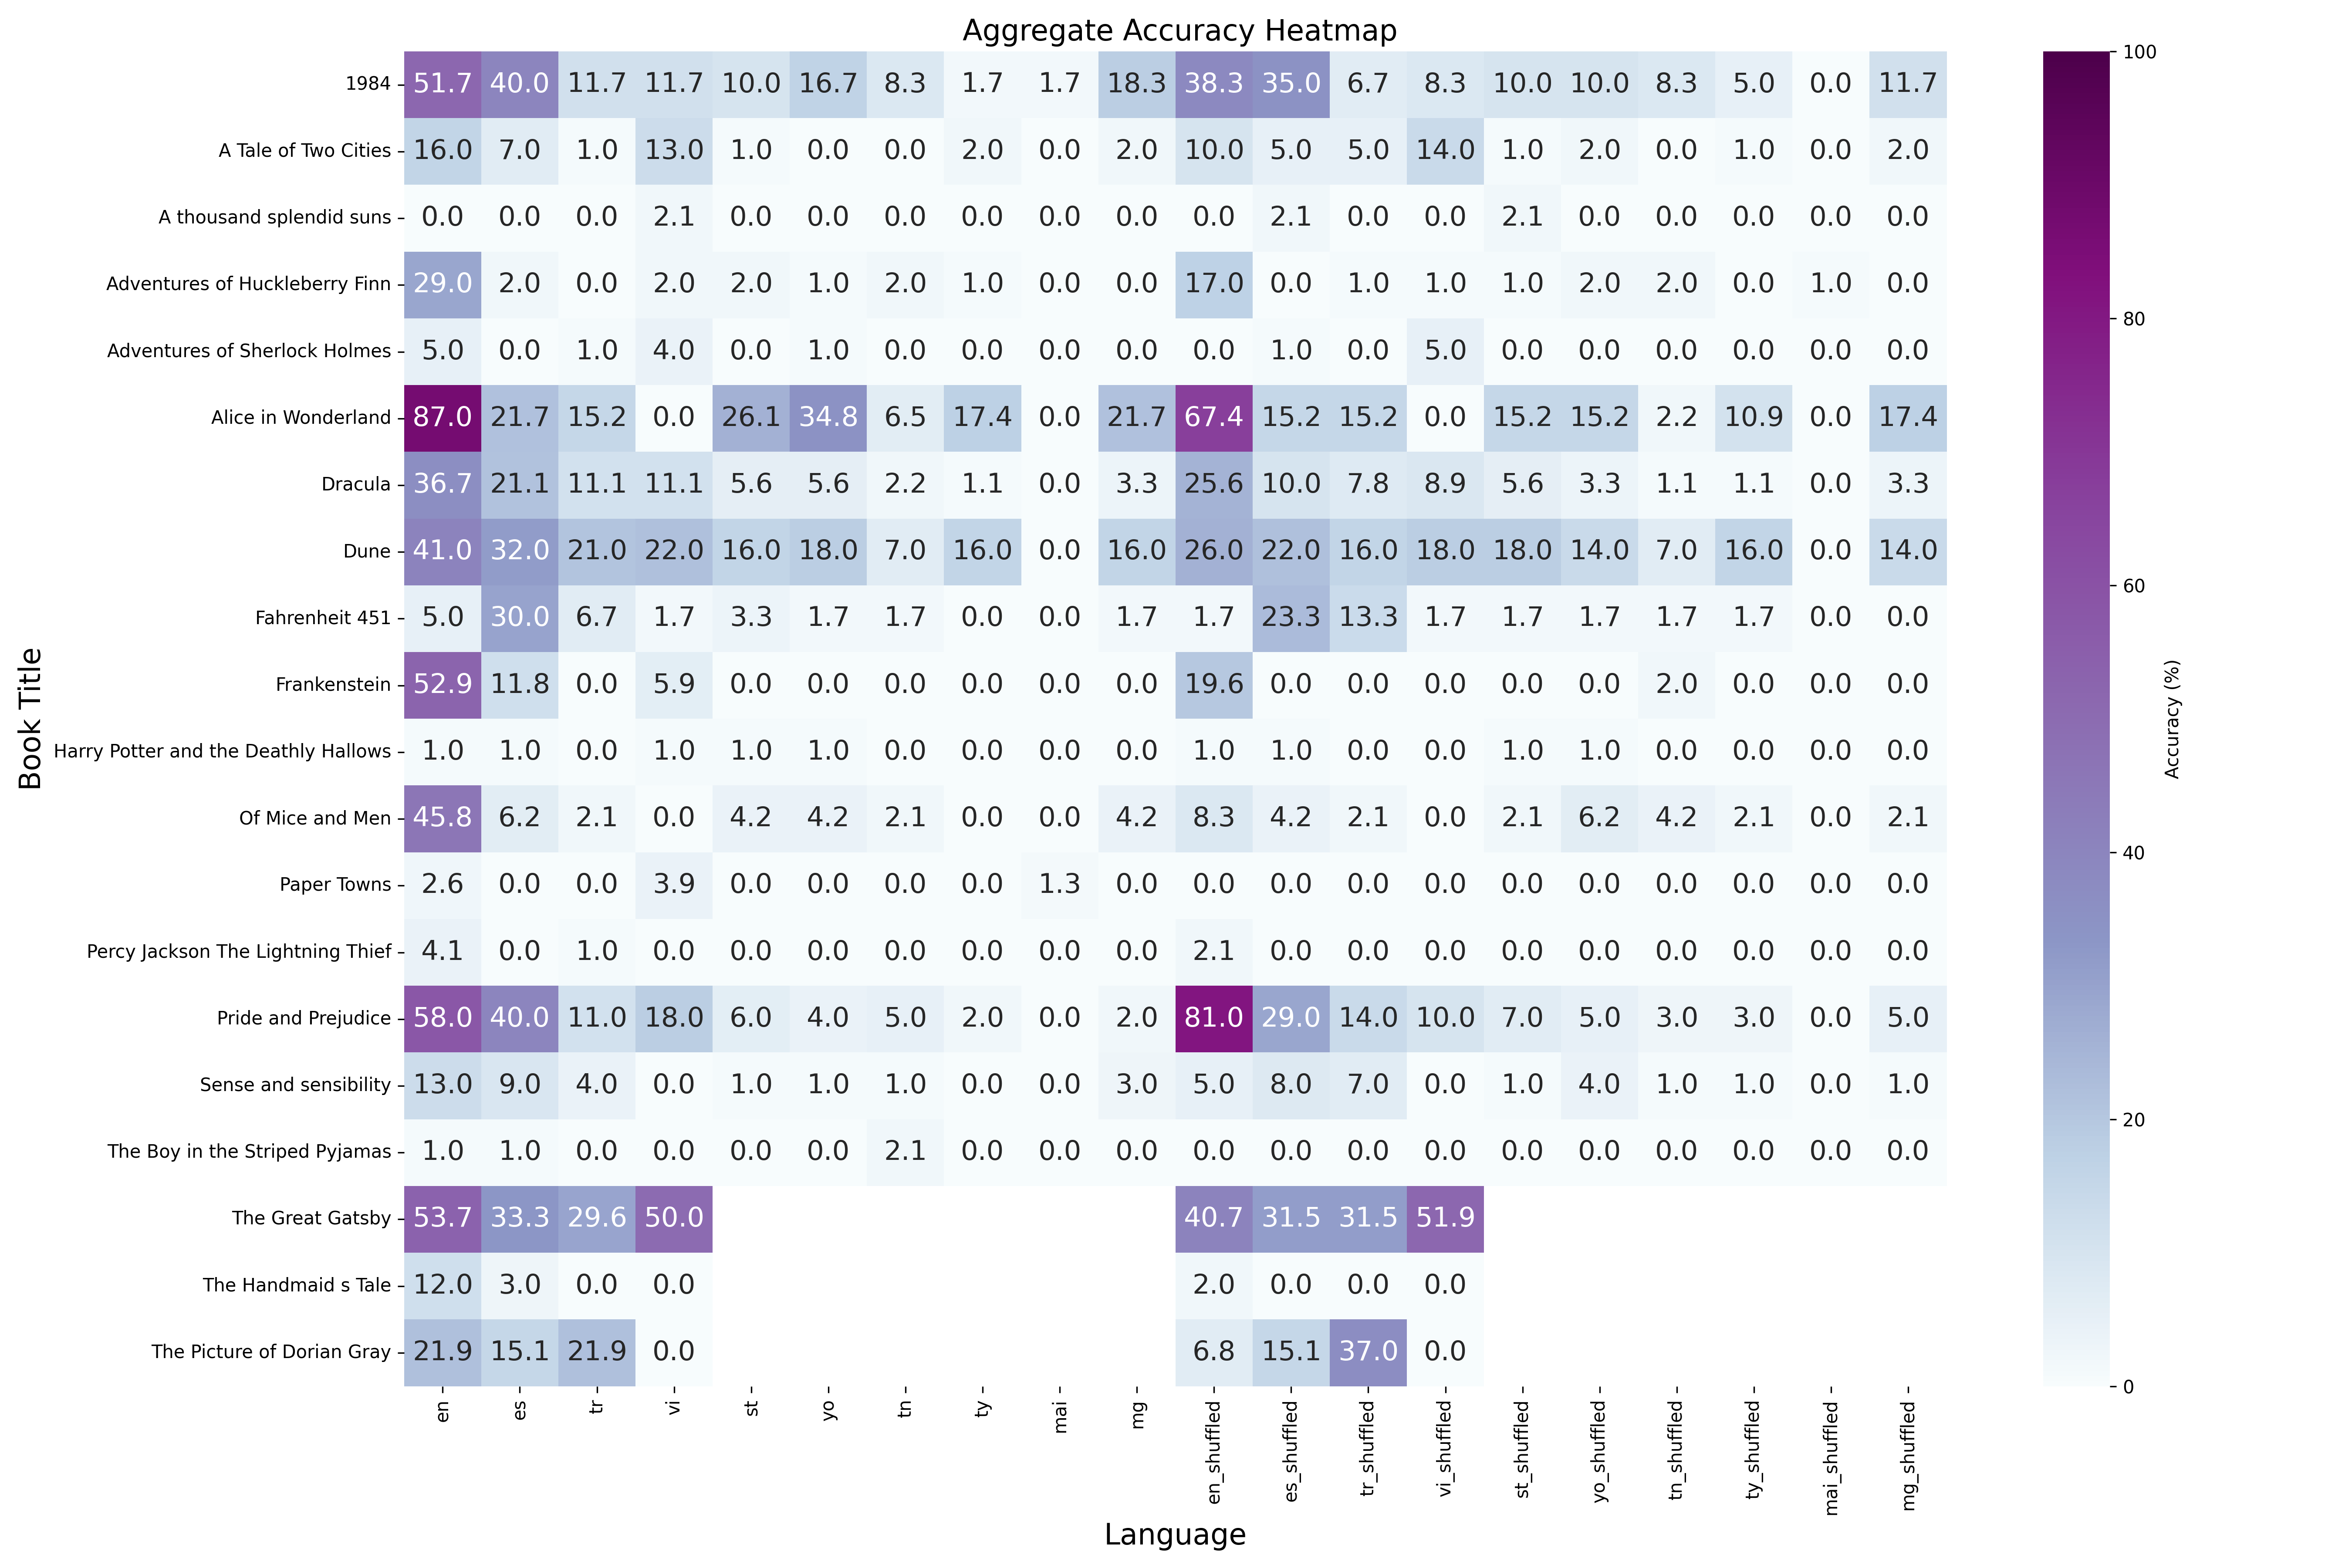 Aggregate Accuracy Heatmap
1984 51.7 40.0 11.7 11.7 10.0 16.7 8.3 1.7 1.7 18.3 38.3 35.0 6.7 8.3 10.0 10.0 8.3 5.0 0.0 11.7
A Tale of Two Cities 16.0 7.0 1.0 13.0 1.0 0.0 0.0 2.0 0.0 2.0 10.0 5.0 5.0 14.0 1.0 2.0 0.0 1.0 0.0 2.0
A thousand splendid suns 0.0 0.0 0.0 2.1 0.0 0.0 0.0 0.0 0.0 0.0 0.0 2.1 0.0 0.0 2.1 0.0 0.0 0.0 0.0 0.0
Adventures of Huckleberry Finn 29.0 2.0 0.0 2.0 2.0 1.0 2.0 1.0 0.0 0.0 17.0 0.0 1.0 1.0 1.0 2.0 2.0 0.0 1.0 0.0
Adventures of Sherlock Holmes 5.0 0.0 1.0 4.0 0.0 1.0 0.0 0.0 0.0 0.0 0.0 1.0 0.0 5.0 0.0 0.0 0.0 0.0 0.0 0.0
Alice in Wonderland 87.0 21.7 15.2 0.0 26.1 34.8 6.5 17.4 0.0 21.7 67.4 15.2 15.2 0.0 15.2 15.2 2.2 10.9 0.0 17.4
Dracula 36.7 21.1 11.1 11.1 5.6 5.6 2.2 1.1 0.0 3.3 25.6 10.0 7.8 8.9 5.6 3.3 1.1 1.1 0.0 3.3
Dune 41.0 32.0 21.0 22.0 16.0 18.0 7.0 16.0 0.0 16.0 26.0 22.0 16.0 18.0 18.0 14.0 7.0 16.0 0.0 14.0
Fahrenheit 451 5.0 30.0 6.7 1.7 3.3 1.7 1.7 0.0 0.0 1.7 1.7 23.3 13.3 1.7 1.7 1.7 1.7 1.7 0.0 0.0
Frankenstein 52.9 11.8 0.0 5.9 0.0 0.0 0.0 0.0 0.0 0.0 19.6 0.0 0.0 0.0 0.0 0.0 2.0 0.0 0.0 0.0
Harry Potter and the Deathly Hallows 1.0 1.0 0.0 1.0 1.0 1.0 0.0 0.0 0.0 0.0 1.0 1.0 0.0 0.0 1.0 1.0 0.0 0.0 0.0 0.0
Of Mice and Men 45.8 6.2 2.1 0.0 4.2 4.2 2.1 0.0 0.0 4.2 8.3 4.2 2.1 0.0 2.1 6.2 4.2 2.1 0.0 2.1
Paper Towns 2.6 0.0 0.0 3.9 0.0 0.0 0.0 0.0 1.3 0.0 0.0 0.0 0.0 0.0 0.0 0.0 0.0 0.0 0.0 0.0
Percy Jackson The Lightning Thief 4.1 0.0 1.0 0.0 0.0 0.0 0.0 0.0 0.0 0.0 2.1 0.0 0.0 0.0 0.0 0.0 0.0 0.0 0.0 0.0
Pride and Prejudice 58.0 40.0 11.0 18.0 6.0 4.0 5.0 2.0 0.0 2.0 81.0 29.0 14.0 10.0 7.0 5.0 3.0 3.0 0.0 5.0
Sense and sensibility 13.0 9.0 4.0 0.0 1.0 1.0 1.0 0.0 0.0 3.0 5.0 8.0 7.0 0.0 1.0 4.0 1.0 1.0 0.0 1.0
The Boy in the Striped Pyjamas 1.0 1.0 0.0 0.0 0.0 0.0 2.1 0.0 0.0 0.0 0.0 0.0 0.0 0.0 0.0 0.0 0.0 0.0 0.0 0.0
The Great Gatsby 53.7 33.3 29.6 50.0 40.7 31.5 31.5 51.9
The Handmaid s Tale 12.0 3.0 0.0 0.0 2.0 0.0 0.0 0.0
The Picture of Dorian Gray 21.9 15.1 21.9 0.0 6.8 15.1 37.0 0.0
en es tr vi st yo tn ty mai mg en_shuffled es_shuffled tr_shuffled vi_shuffled st_shuffled yo_shuffled tn_shuffled ty_shuffled mai_shuffled mg_shuffled
Language
Book Title
100
80
60
40
20
0
Accuracy (%)